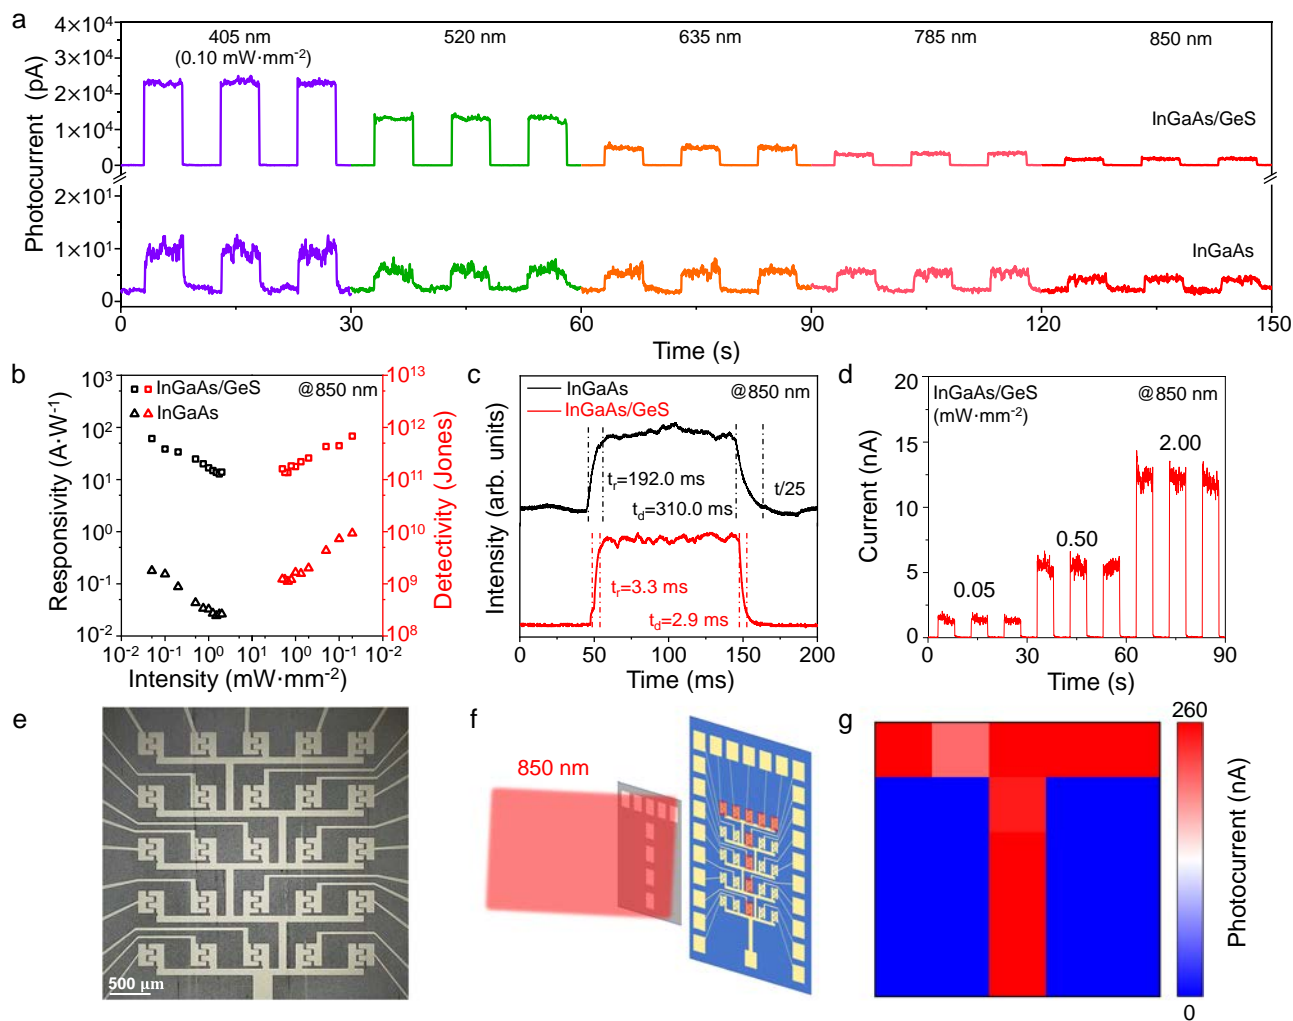 a
4×10⁴
3×10⁴
2×10⁴
1×10⁴
0
2×10¹
1×10¹
0
Photocurrent (pA)
405 nm
(0.10 mW·mm⁻²)
520 nm
635 nm
785 nm
850 nm
InGaAs/GeS
InGaAs
0 30 60 90 120 150
Time (s)
b
10³
10²
10¹
10⁰
10⁻¹
10⁻²
Responsivity (A·W⁻¹)
InGaAs/GeS
InGaAs
@850 nm
10¹³
10¹²
10¹¹
10¹⁰
10⁹
10⁸
Detectivity (Jones)
10⁻² 10⁻¹ 10⁰ 10¹ 10⁰ 10⁻¹ 10⁻²
Intensity (mW·mm⁻²)
c
Intensity (arb. units)
InGaAs
InGaAs/GeS
@850 nm
tr=192.0 ms
td=310.0 ms
t/25
tr=3.3 ms
td=2.9 ms
0 50 100 150 200
Time (ms)
d
20
15
10
5
0
Current (nA)
InGaAs/GeS
(mW·mm⁻²)
@850 nm
2.00
0.50
0.05
0 30 60 90
Time (s)
e
500 μm
f
850 nm
g
260
0
Photocurrent (nA)